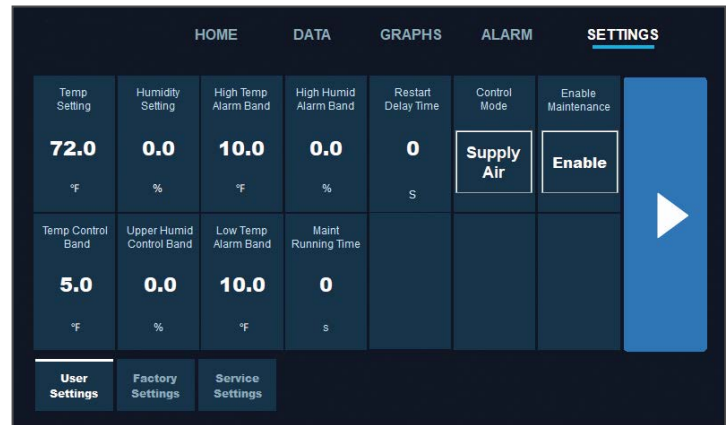 HOME DATA GRAPHS ALARM SETTINGS
Temp Setting
72.0
°F
Humidity Setting
0.0
%
High Temp Alarm Band
10.0
°F
High Humid Alarm Band
0.0
%
Restart Delay Time
0
S
Control Mode
Supply Air
Enable Maintenance
Enable
Temp Control Band
5.0
°F
Upper Humid Control Band
0.0
%
Low Temp Alarm Band
10.0
°F
Maint Running Time
0
s
User Settings
Factory Settings
Service Settings